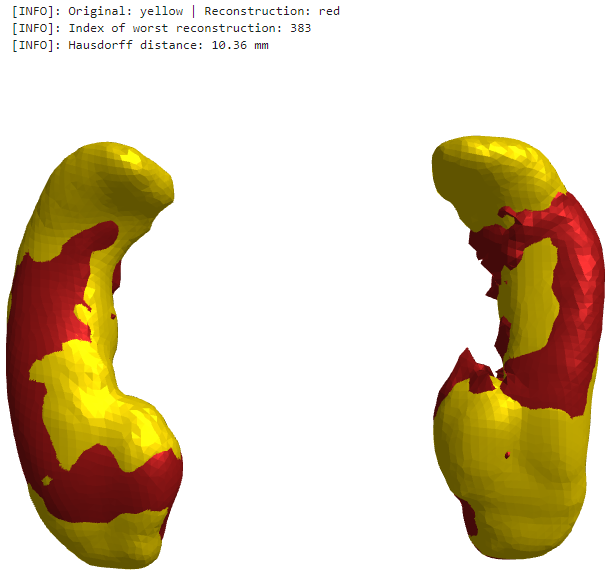 [INFO]: Original: yellow | Reconstruction: red
[INFO]: Index of worst reconstruction: 383
[INFO]: Hausdorff distance: 10.36 mm